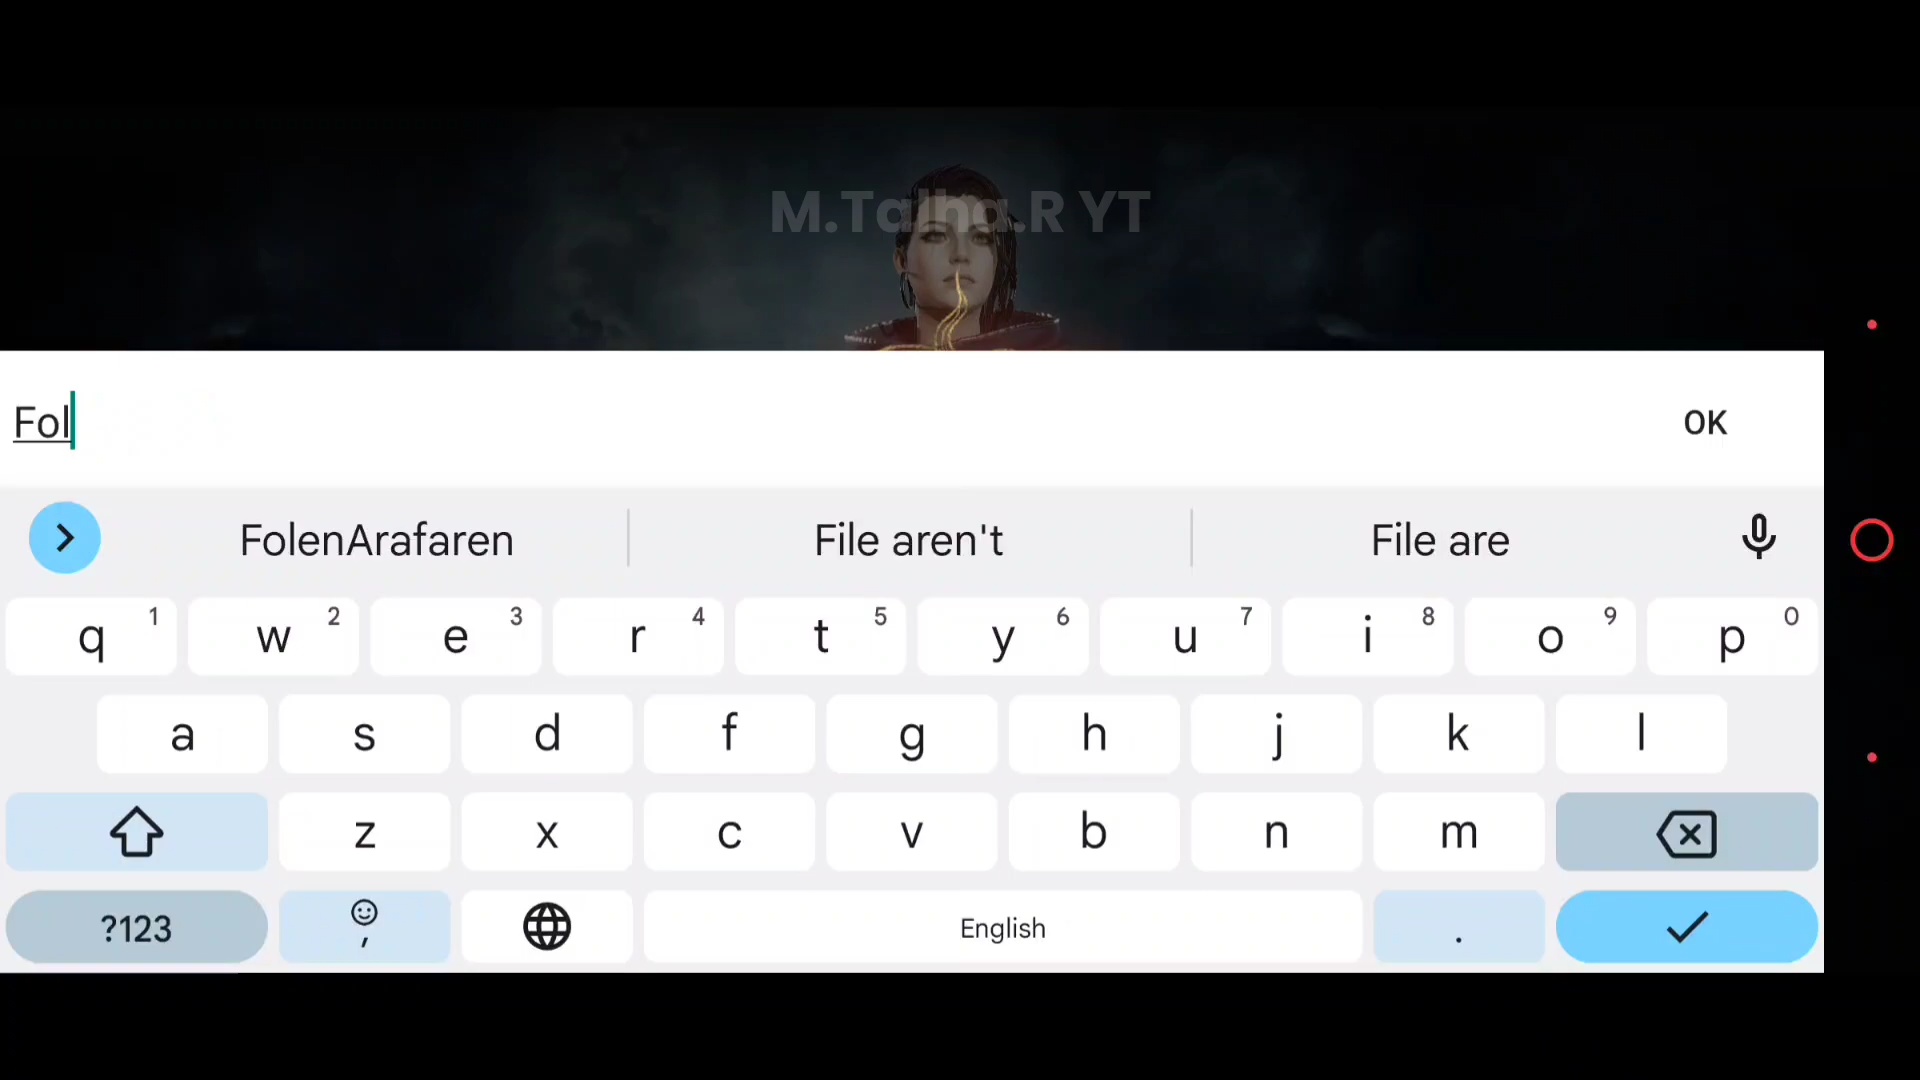 M.Talha.R YT
Fol
OK
FolenArafaren
File aren't
File are
q 1 w 2 e 3 r 4 t 5 y 6 u 7 i 8 o 9 p 0
a s d f g h j k l
z x c v b n m
?123 , English .